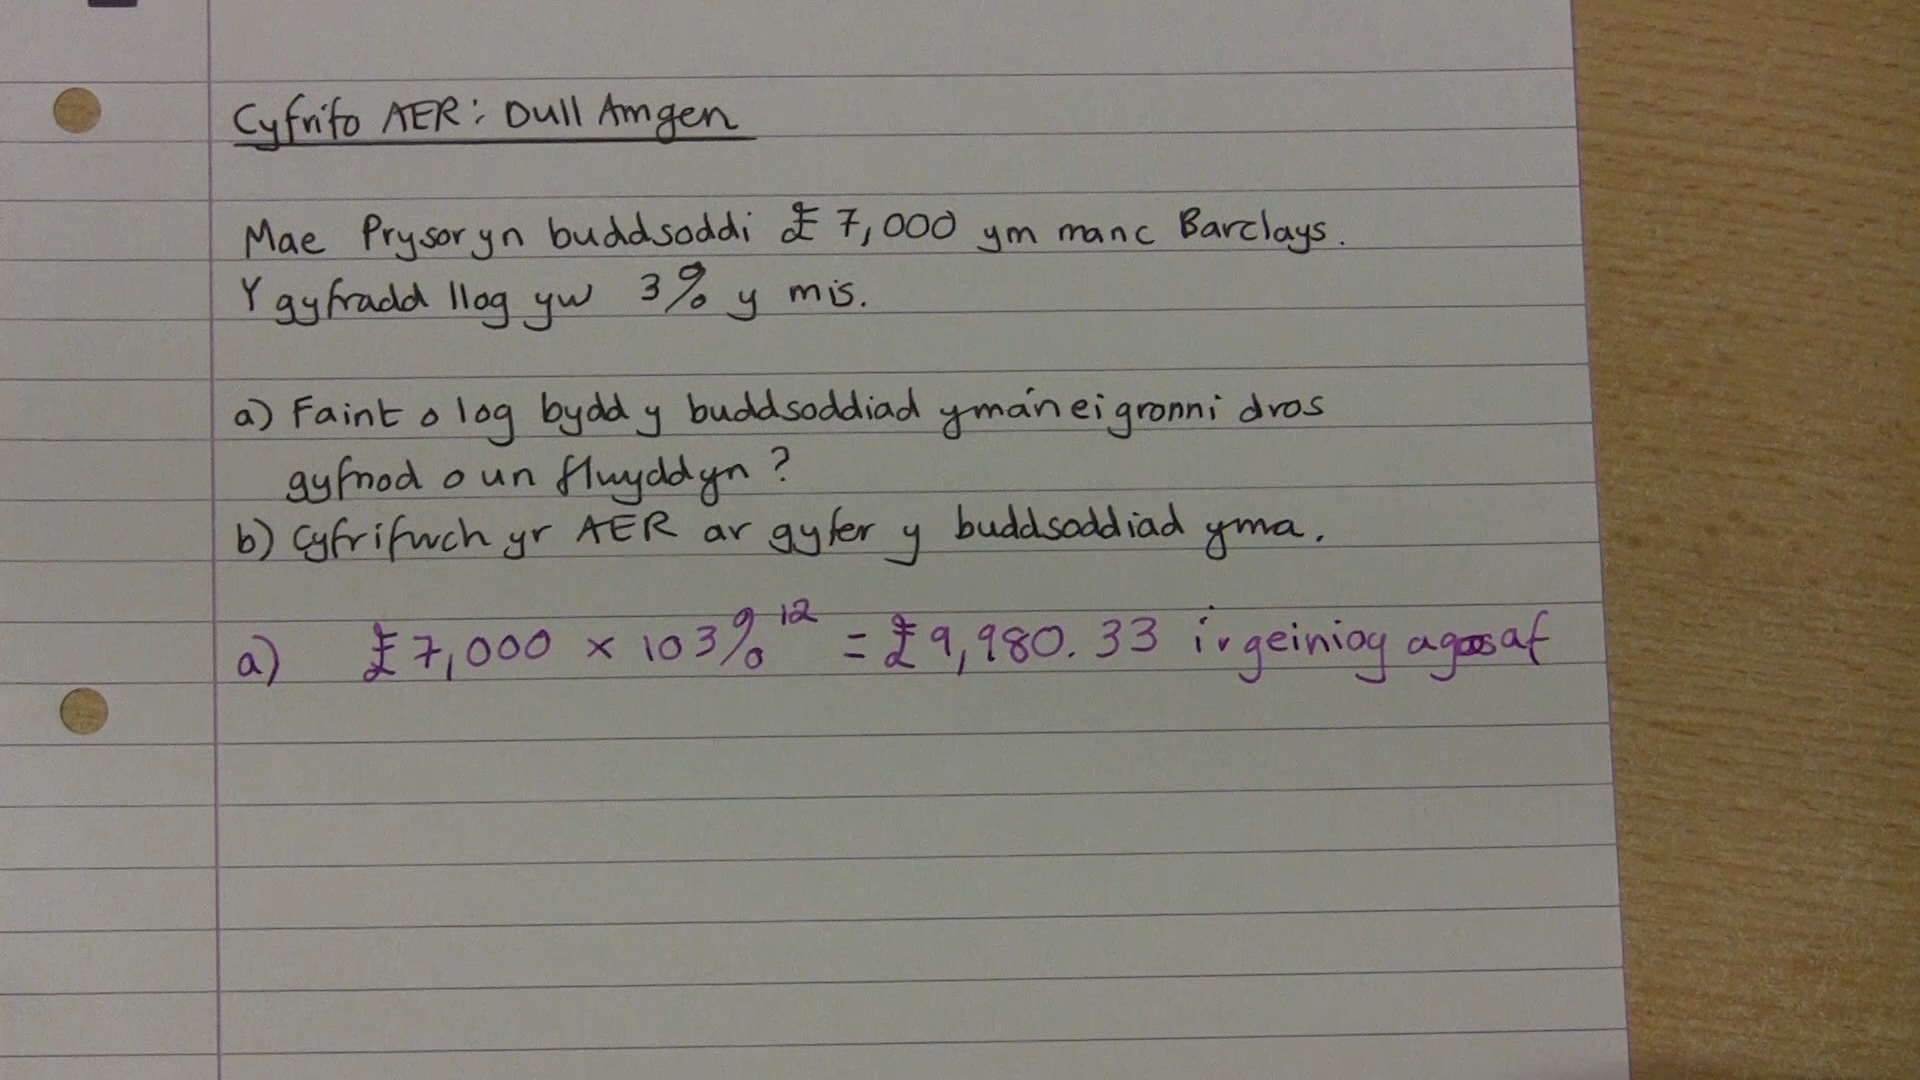 Cyfrifo AER: Dull Amgen
Mae Prysor yn buddsoddi £7,000 ym manc Barclays.
Y gyfradd llog yw 3% y mis.
a) Faint o log bydd y buddsoddiad yma'n ei gronni dros
gyfnod o un flwyddyn?
b) Cyfrifwch yr AER ar gyfer y buddsoddiad yma.
a) £7,000 × 103%¹² = £9,980.33 i'r geiniog agosaf